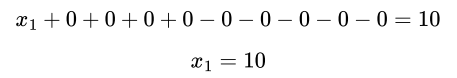 x₁ + 0 + 0 + 0 + 0 − 0 − 0 − 0 − 0 − 0 = 10
x₁ = 10